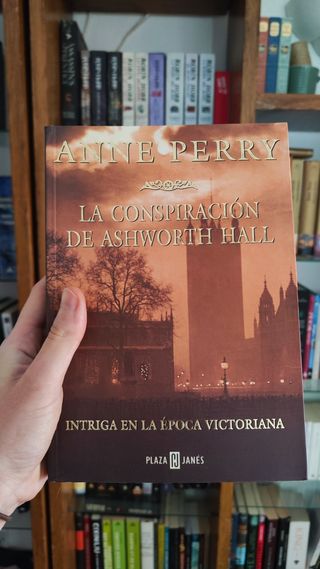 ANNE PERRY
LA CONSPIRACIÓN
DE ASHWORTH HALL
INTRIGA EN LA ÉPOCA VICTORIANA
PLAZA JANÉS